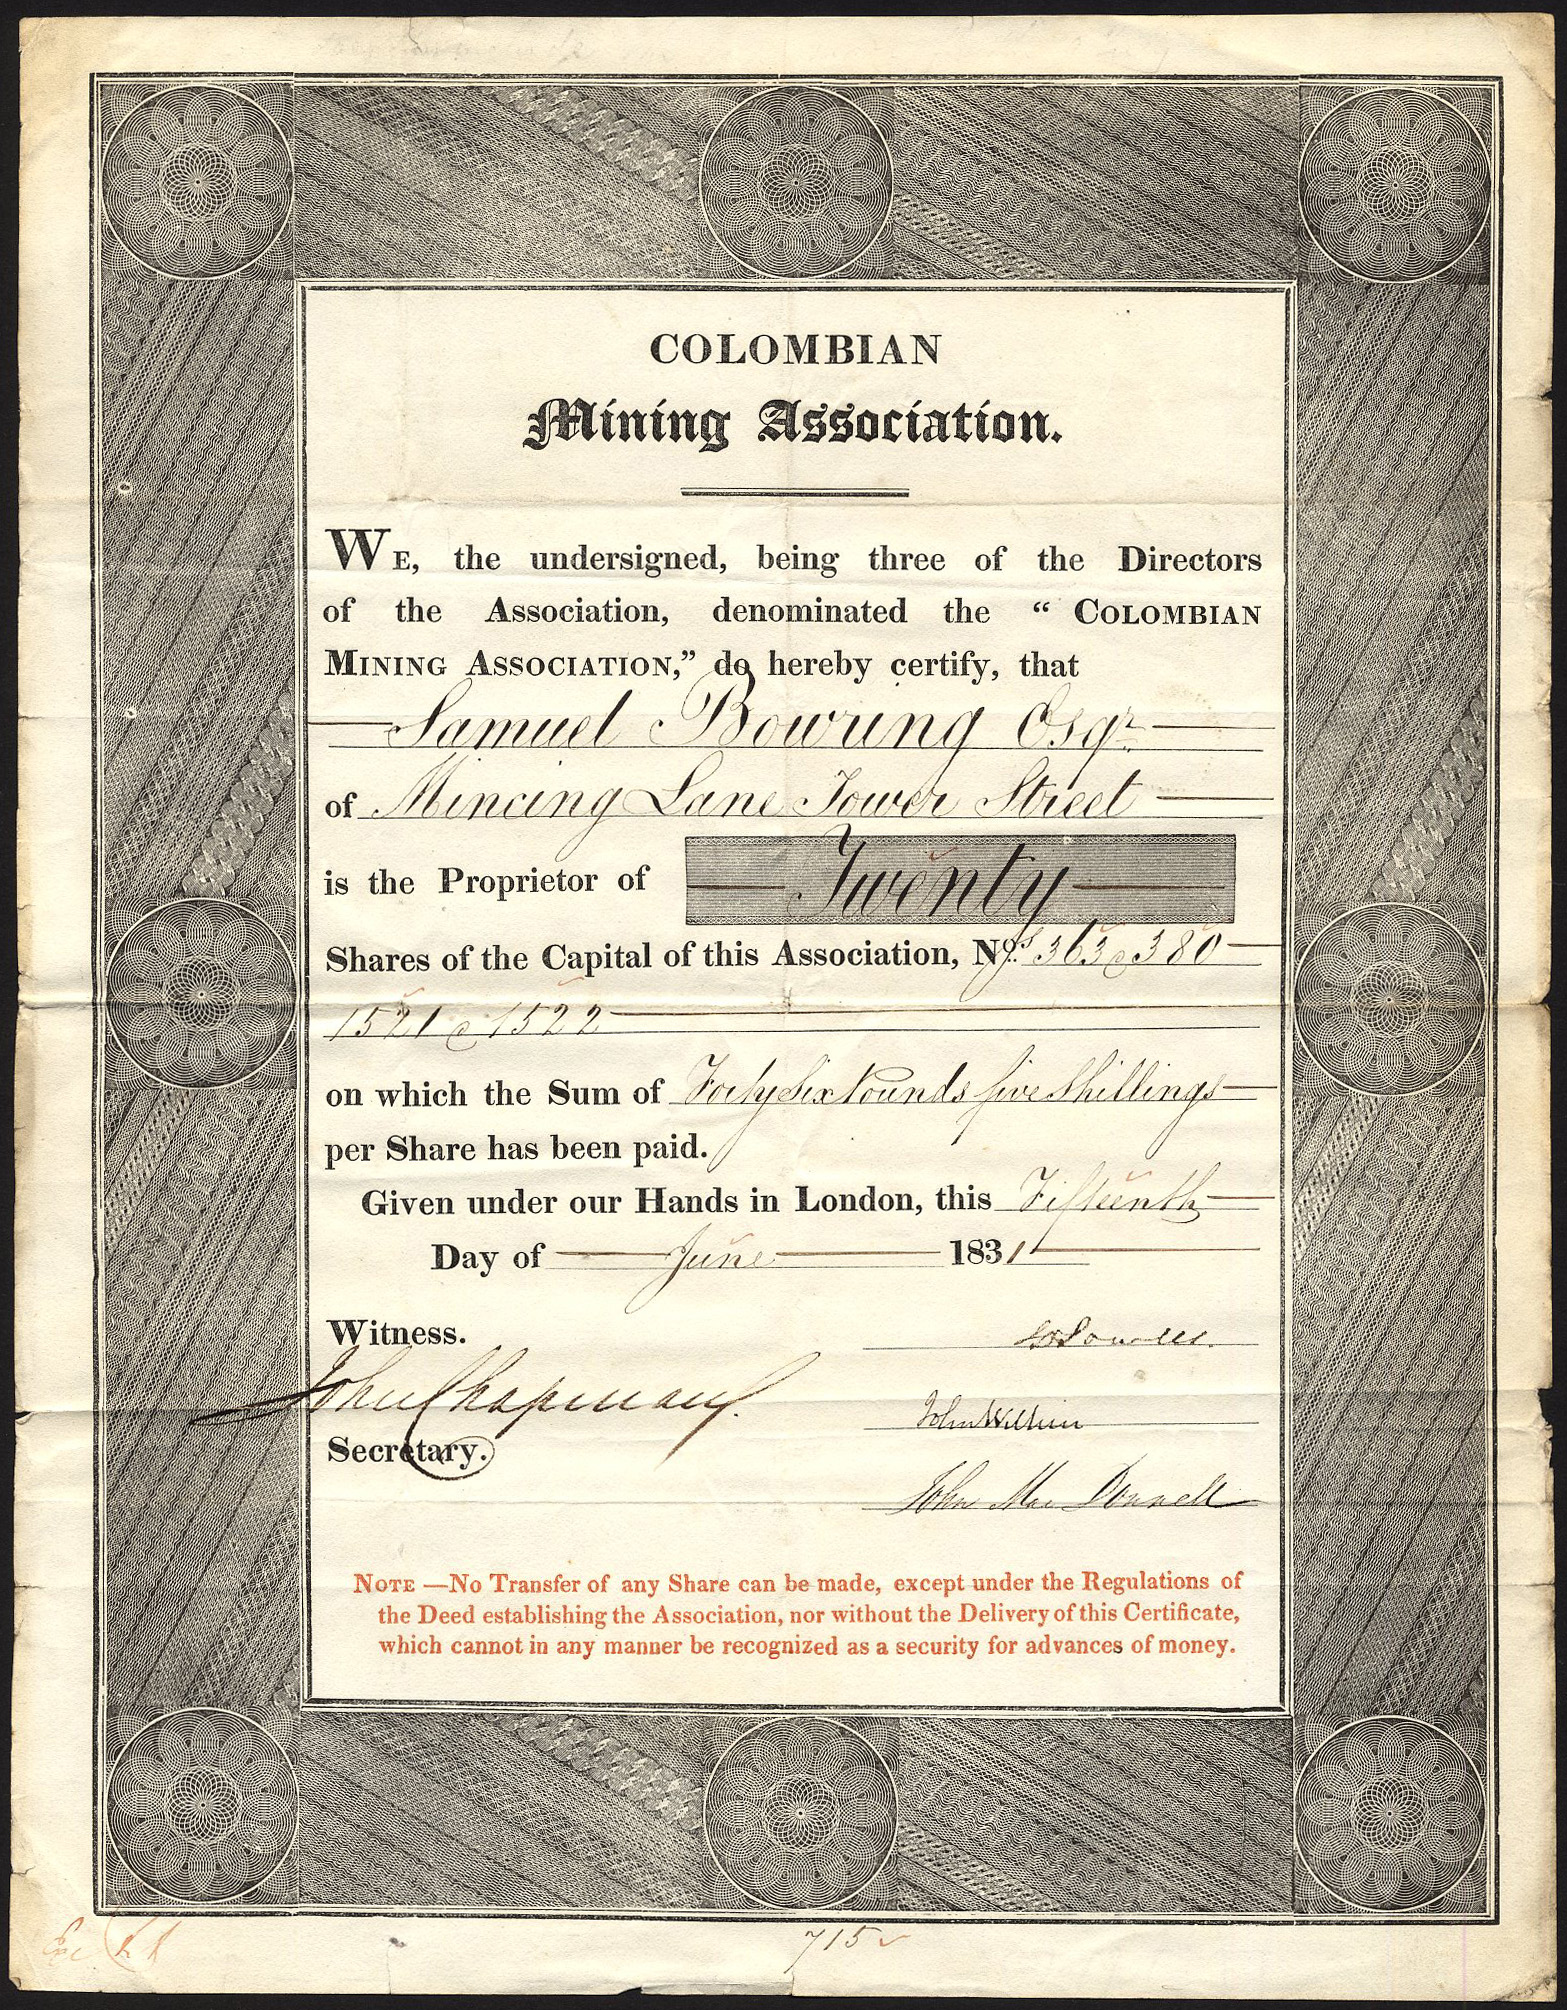 COLOMBIAN
Mining Association.
WE, the undersigned, being three of the Directors
of the Association, denominated the “ COLOMBIAN
MINING ASSOCIATION,” do hereby certify, that
Samuel Bowring Esqr.
of Mincing Lane Tower Street
is the Proprietor of Twenty
Shares of the Capital of this Association, Nos. 363 @ 380
1521 @ 1522
on which the Sum of Forty Six Pounds five Shillings
per Share has been paid.
Given under our Hands in London, this Fifteenth
Day of June 1831
Witness.
John Chapman
Secretary.
John
John Mac Donnell
NOTE —No Transfer of any Share can be made, except under the Regulations of
the Deed establishing the Association, nor without the Delivery of this Certificate,
which cannot in any manner be recognized as a security for advances of money.
715